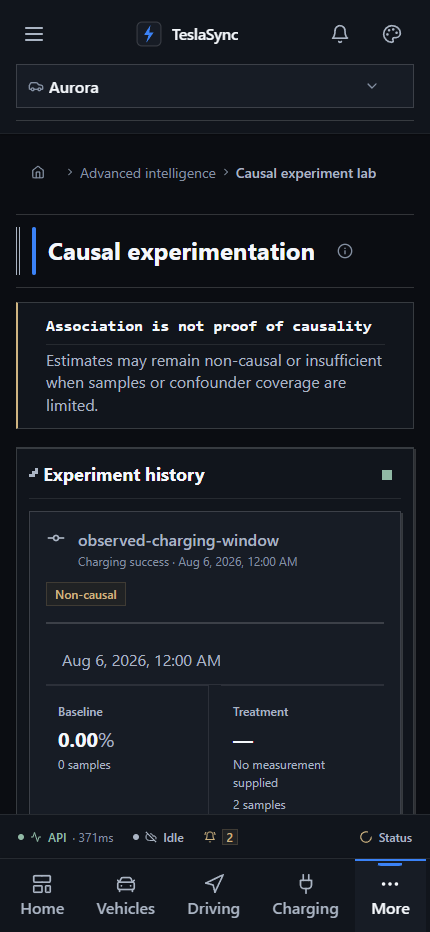 TeslaSync
Aurora
Advanced intelligence
Causal experiment lab
Causal experimentation
Association is not proof of causality
Estimates may remain non-causal or insufficient
when samples or confounder coverage are
limited.
Experiment history
observed-charging-window
Charging success · Aug 6, 2026, 12:00 AM
Non-causal
Aug 6, 2026, 12:00 AM
Baseline
0.00%
0 samples
Treatment
—
No measurement
supplied
2 samples
API · 371ms
Idle
2
Status
Home
Vehicles
Driving
Charging
More